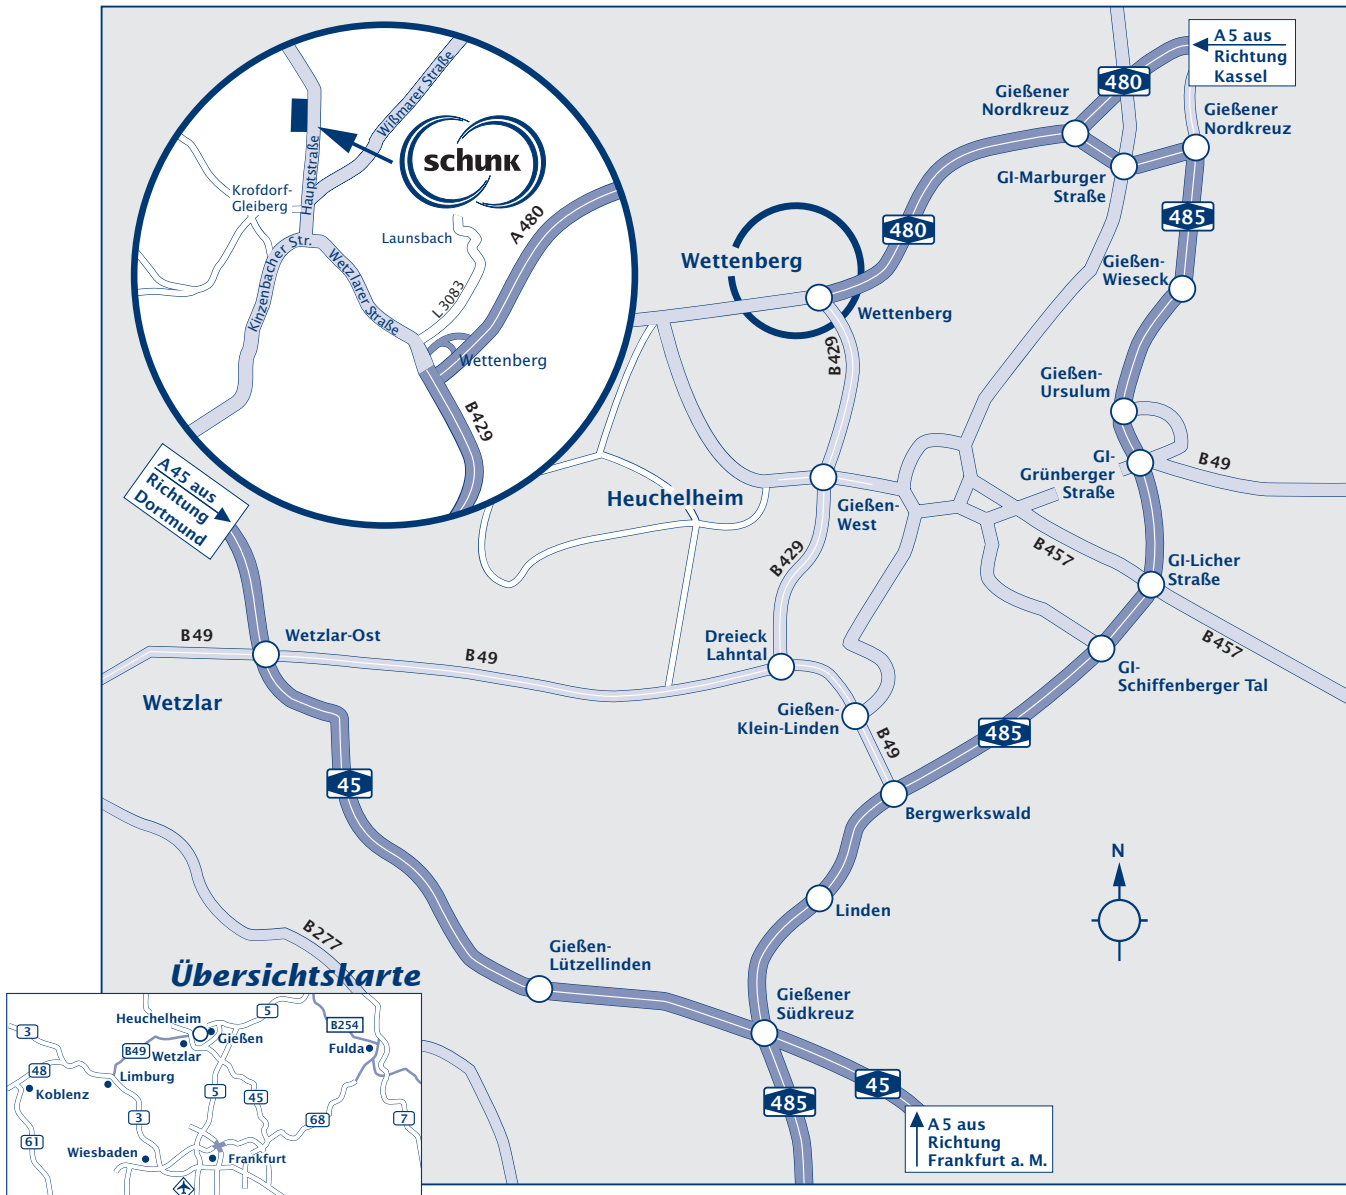 A 5 aus
Richtung
Kassel
480
Gießener
Nordkreuz
Gießener
Nordkreuz
GI-Marburger
Straße
485
480
Gießen-
Wieseck
Wettenberg
Wettenberg
B429
Gießen-
Ursulum
GI-
Grünberger
Straße
B49
Wißmarer Straße
Hauptstraße
schunk
Krofdorf-
Gleiberg
Launsbach
A 480
Kinzenbacher Str.
Wetzlarer Straße
L 3083
Wettenberg
B429
A 45 aus
Richtung
Dortmund
Heuchelheim
Gießen-
West
B429
B457
GI-Licher
Straße
B457
B49
Wetzlar-Ost
B49
Dreieck
Lahntal
GI-
Schiffenberger Tal
Wetzlar
Gießen-
Klein-Linden
B49
485
45
Bergwerkswald
N
Linden
B277
Gießen-
Lützellinden
Gießener
Südkreuz
45
485
A 5 aus
Richtung
Frankfurt a. M.
Übersichtskarte
5
Heuchelheim
B254
3
Gießen
B49
Wetzlar
Fulda
48
Limburg
Koblenz
5
45
3
68
7
61
Wiesbaden
Frankfurt